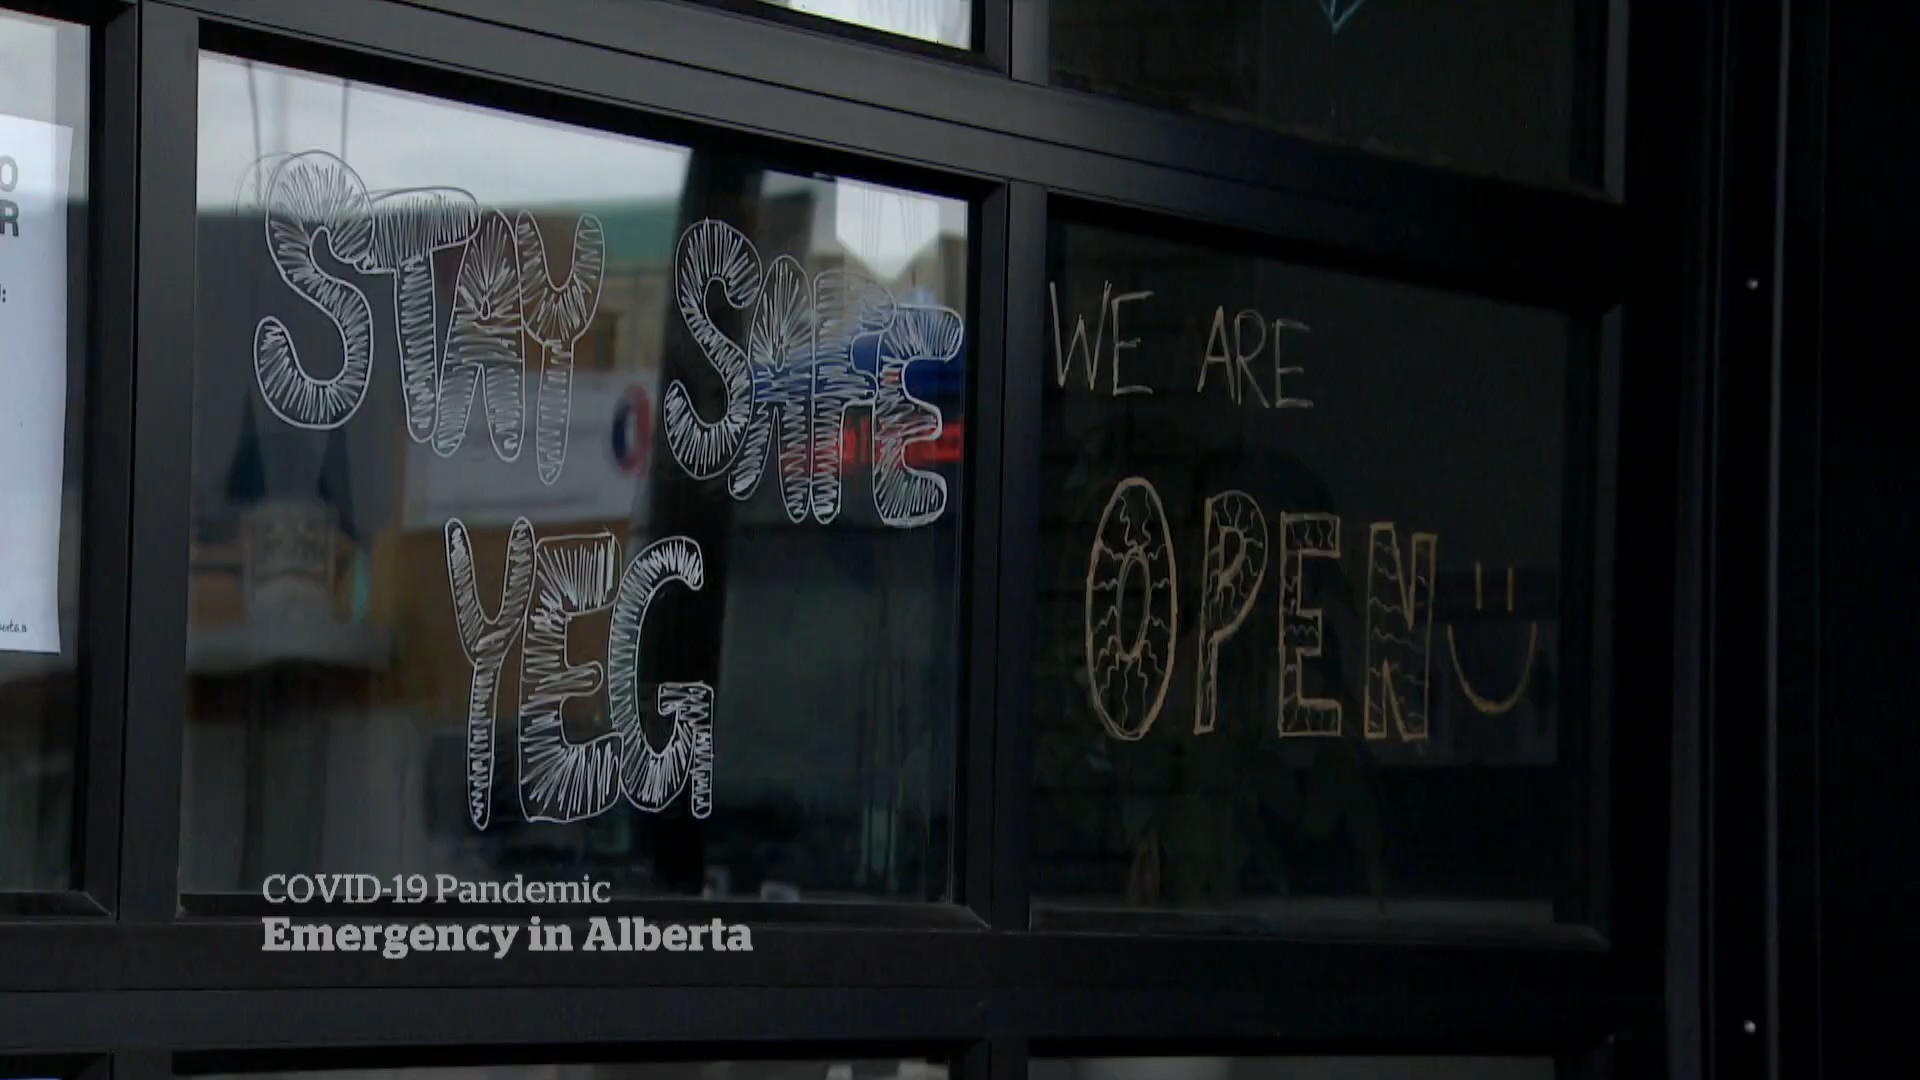 STAY SAFE
YEG
WE ARE
OPEN
COVID-19 Pandemic
Emergency in Alberta